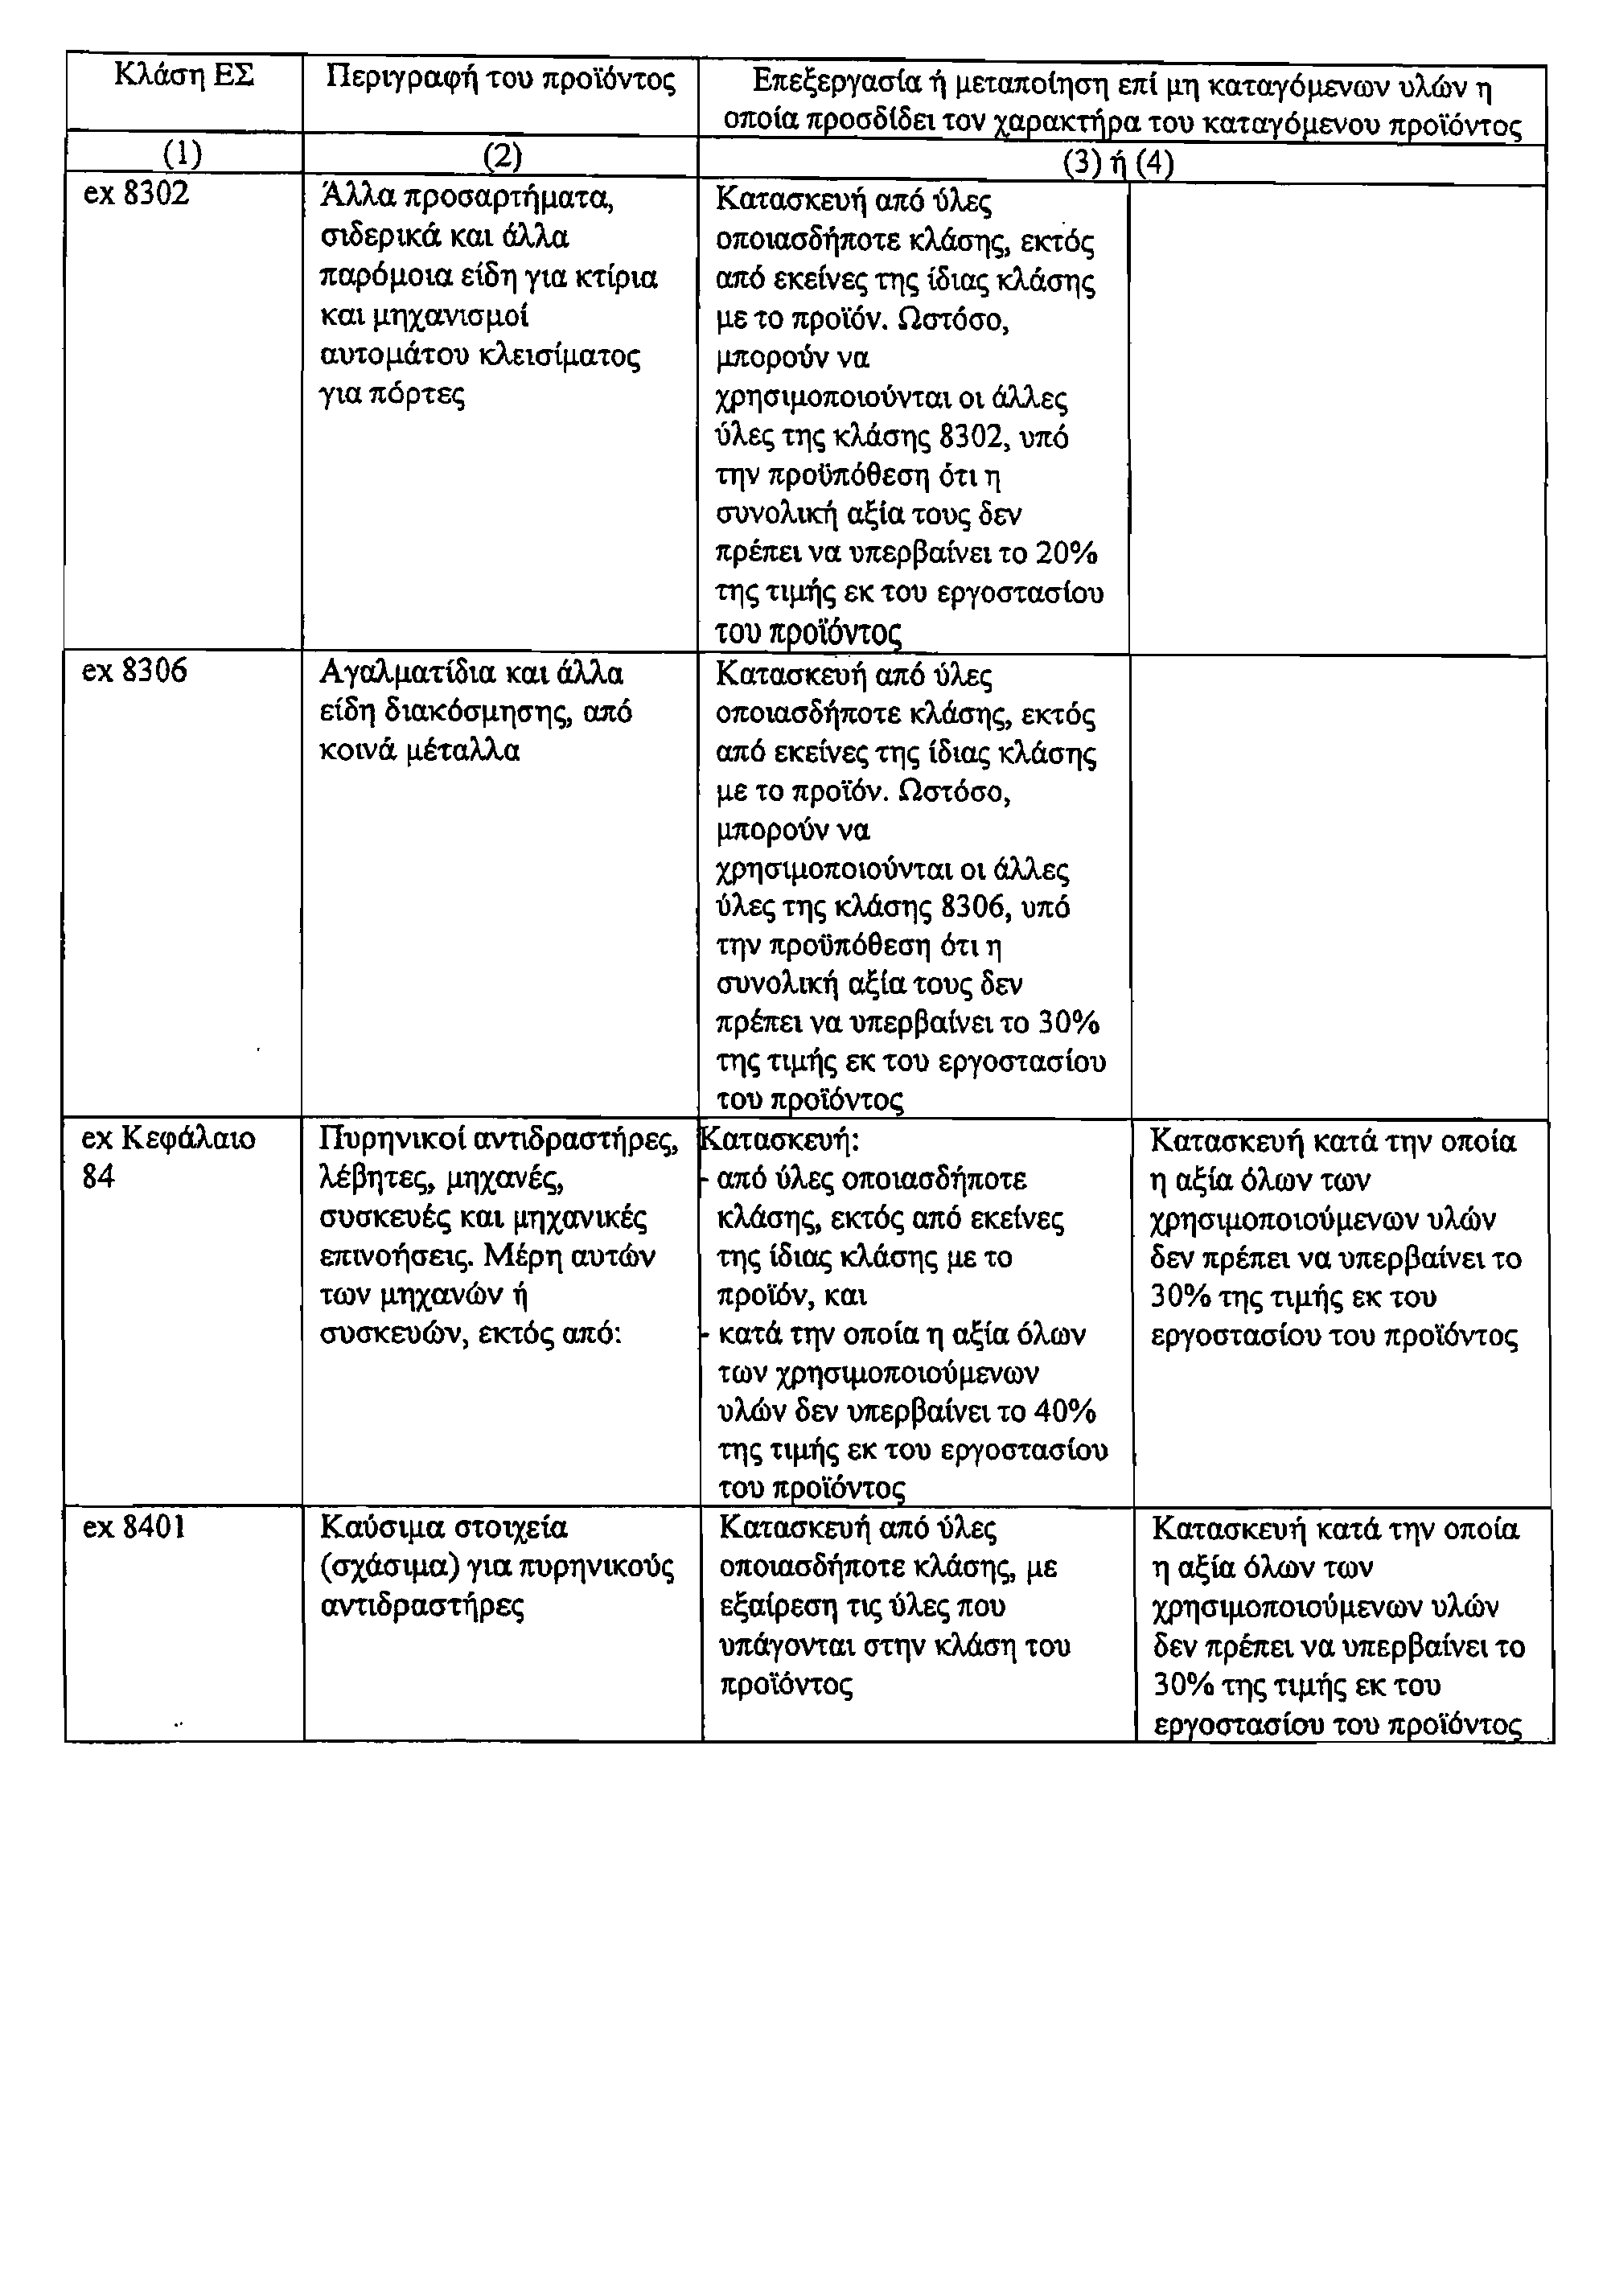 Κλάση ΕΣ
Περιγραφή του προϊόντος
Επεξεργασία ή μεταποίηση επί μη καταγόμενων υλών η
οποία προσδίδει τον χαρακτήρα του καταγόμενου προϊόντος
(1)
(2)
(3) ή (4)
ex 8302
Άλλα προσαρτήματα,
σιδερικά και άλλα
παρόμοια είδη για κτίρια
και μηχανισμοί
αυτομάτου κλεισίματος
για πόρτες
Κατασκευή από ύλες
οποιασδήποτε κλάσης, εκτός
από εκείνες της ίδιας κλάσης
με το προϊόν. Ωστόσο,
μπορούν να
χρησιμοποιούνται οι άλλες
ύλες της κλάσης 8302, υπό
την προϋπόθεση ότι η
συνολική αξία τους δεν
πρέπει να υπερβαίνει το 20%
της τιμής εκ του εργοστασίου
του προϊόντος
ex 8306
Αγαλματίδια και άλλα
είδη διακόσμησης, από
κοινά μέταλλα
Κατασκευή από ύλες
οποιασδήποτε κλάσης, εκτός
από εκείνες της ίδιας κλάσης
με το προϊόν. Ωστόσο,
μπορούν να
χρησιμοποιούνται οι άλλες
ύλες της κλάσης 8306, υπό
την προϋπόθεση ότι η
συνολική αξία τους δεν
πρέπει να υπερβαίνει το 30%
της τιμής εκ του εργοστασίου
του προϊόντος
ex Κεφάλαιο
84
Πυρηνικοί αντιδραστήρες,
λέβητες, μηχανές,
συσκευές και μηχανικές
επινοήσεις. Μέρη αυτών
των μηχανών ή
συσκευών, εκτός από:
Κατασκευή:
- από ύλες οποιασδήποτε
κλάσης, εκτός από εκείνες
της ίδιας κλάσης με το
προϊόν, και
- κατά την οποία η αξία όλων
των χρησιμοποιούμενων
υλών δεν υπερβαίνει το 40%
της τιμής εκ του εργοστασίου
του προϊόντος
Κατασκευή κατά την οποία
η αξία όλων των
χρησιμοποιούμενων υλών
δεν πρέπει να υπερβαίνει το
30% της τιμής εκ του
εργοστασίου του προϊόντος
ex 8401
Καύσιμα στοιχεία
(σχάσιμα) για πυρηνικούς
αντιδραστήρες
Κατασκευή από ύλες
οποιασδήποτε κλάσης, με
εξαίρεση τις ύλες που
υπάγονται στην κλάση του
προϊόντος
Κατασκευή κατά την οποία
η αξία όλων των
χρησιμοποιούμενων υλών
δεν πρέπει να υπερβαίνει το
30% της τιμής εκ του
εργοστασίου του προϊόντος